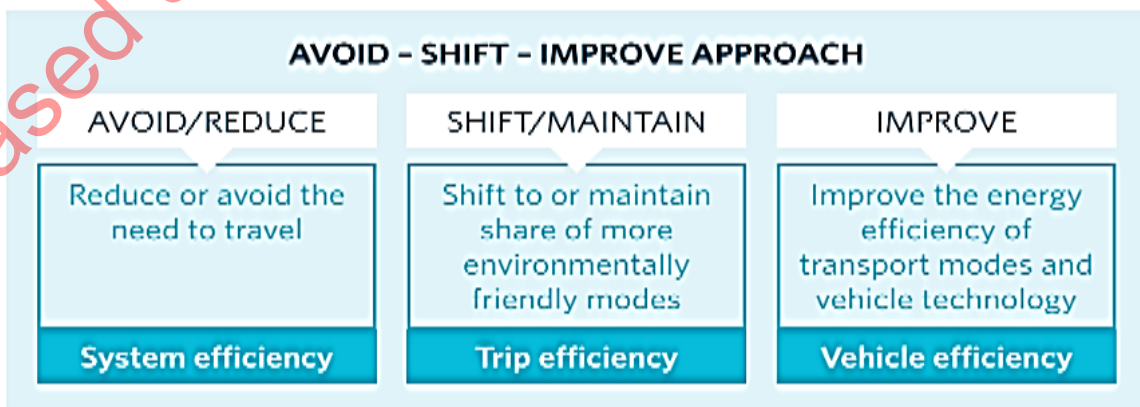 ased
AVOID – SHIFT – IMPROVE APPROACH
AVOID/REDUCE
Reduce or avoid the
need to travel
System efficiency
SHIFT/MAINTAIN
Shift to or maintain
share of more
environmentally
friendly modes
Trip efficiency
IMPROVE
Improve the energy
efficiency of
transport modes and
vehicle technology
Vehicle efficiency